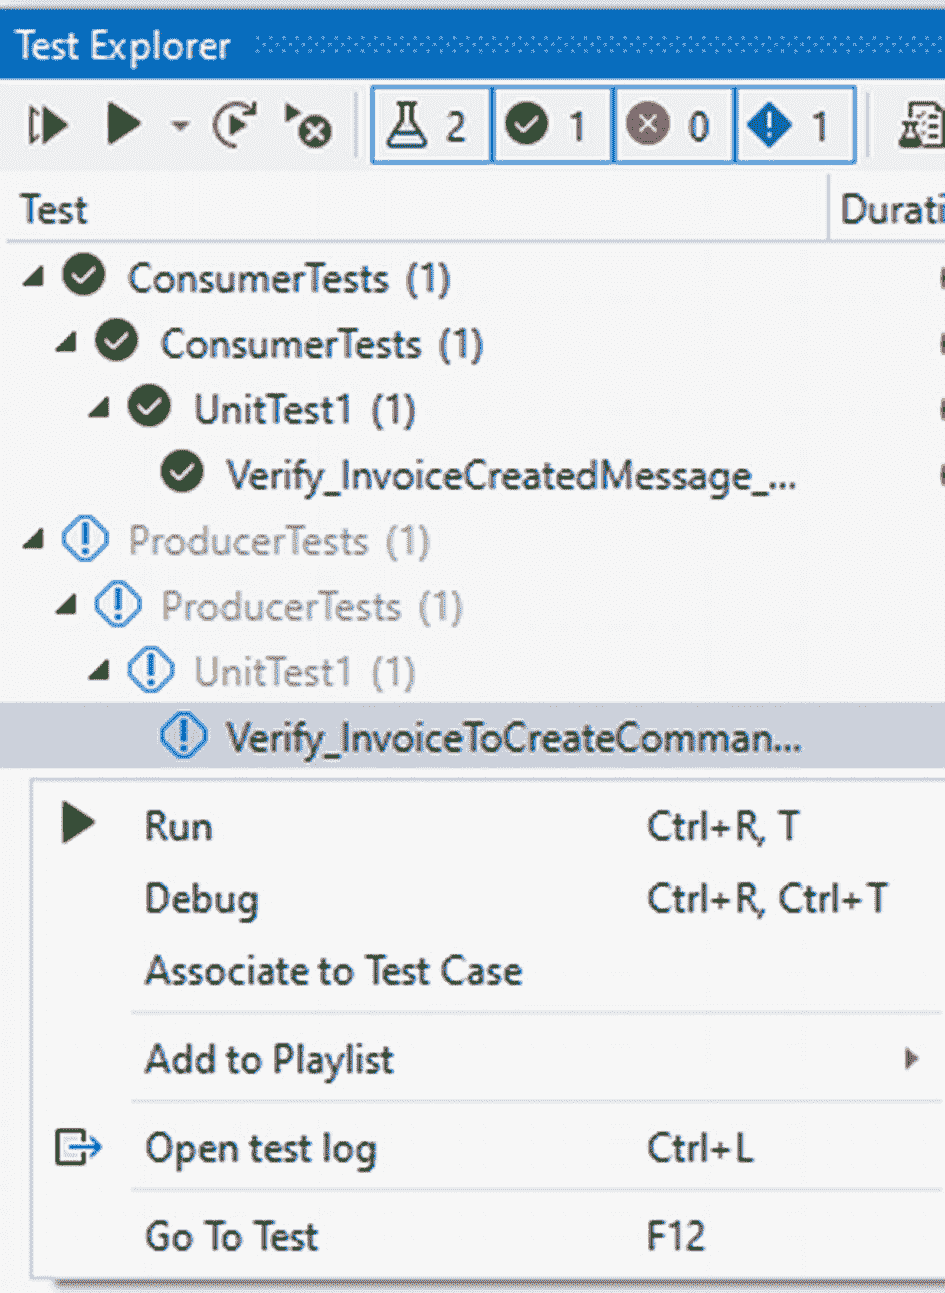 Test Explorer
2 1 0 1
Test Durati
ConsumerTests (1)
ConsumerTests (1)
UnitTest1 (1)
Verify_InvoiceCreatedMessage_...
ProducerTests (1)
ProducerTests (1)
UnitTest1 (1)
Verify_InvoiceToCreateComman...
Run Ctrl+R, T
Debug Ctrl+R, Ctrl+T
Associate to Test Case
Add to Playlist
Open test log Ctrl+L
Go To Test F12